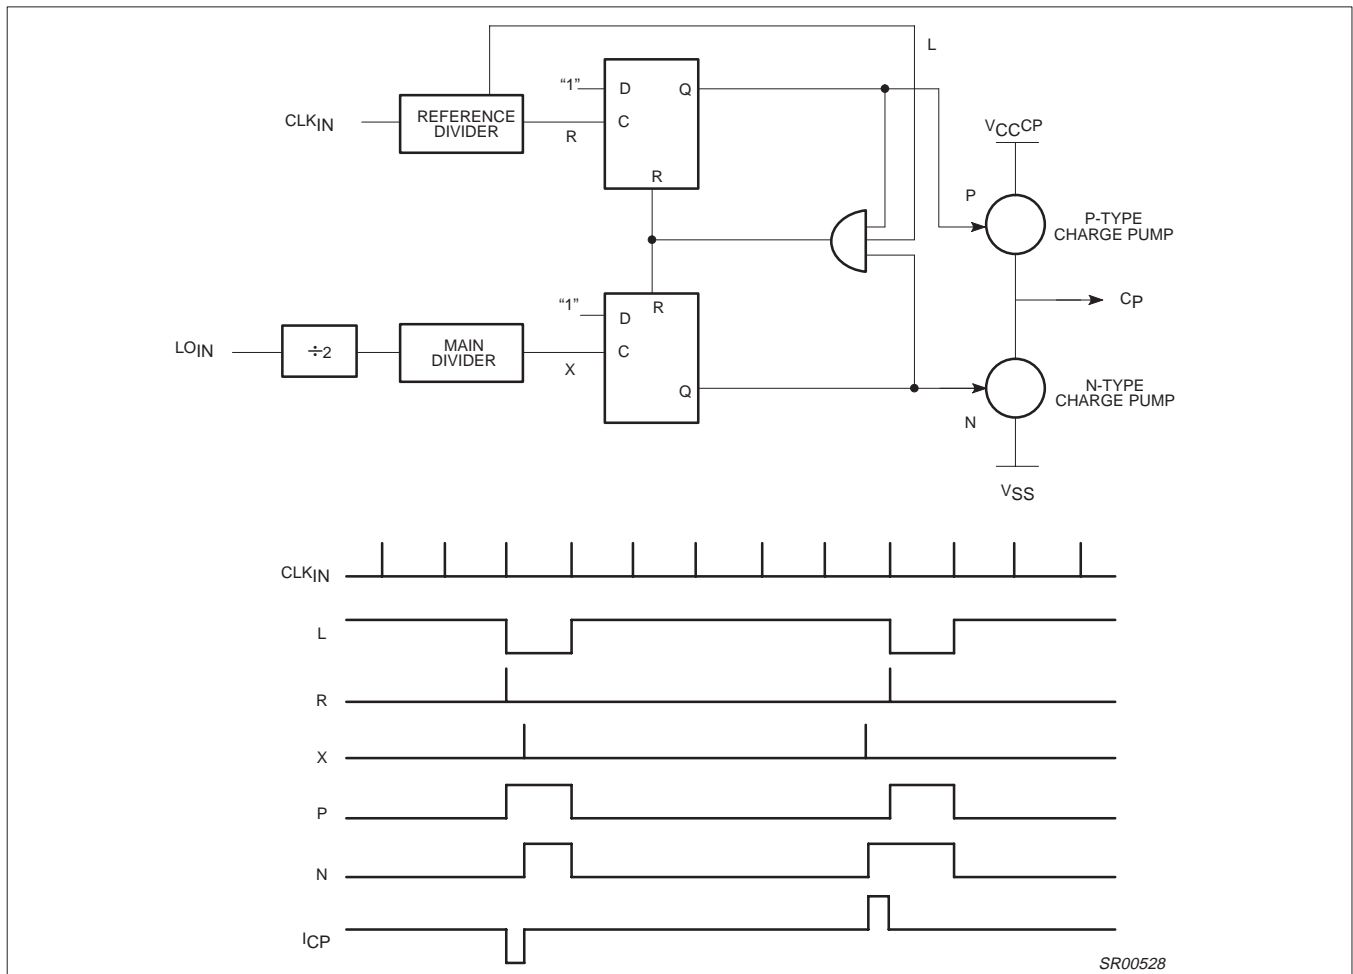 L
"1"
D
Q
CLKIN
REFERENCE
DIVIDER
R
C
R
VCCCP
P
P-TYPE
CHARGE PUMP
CP
"1"
R
D
LOIN
÷2
MAIN
DIVIDER
X
C
Q
N
N-TYPE
CHARGE PUMP
VSS
CLKIN
L
R
X
P
N
ICP
SR00528